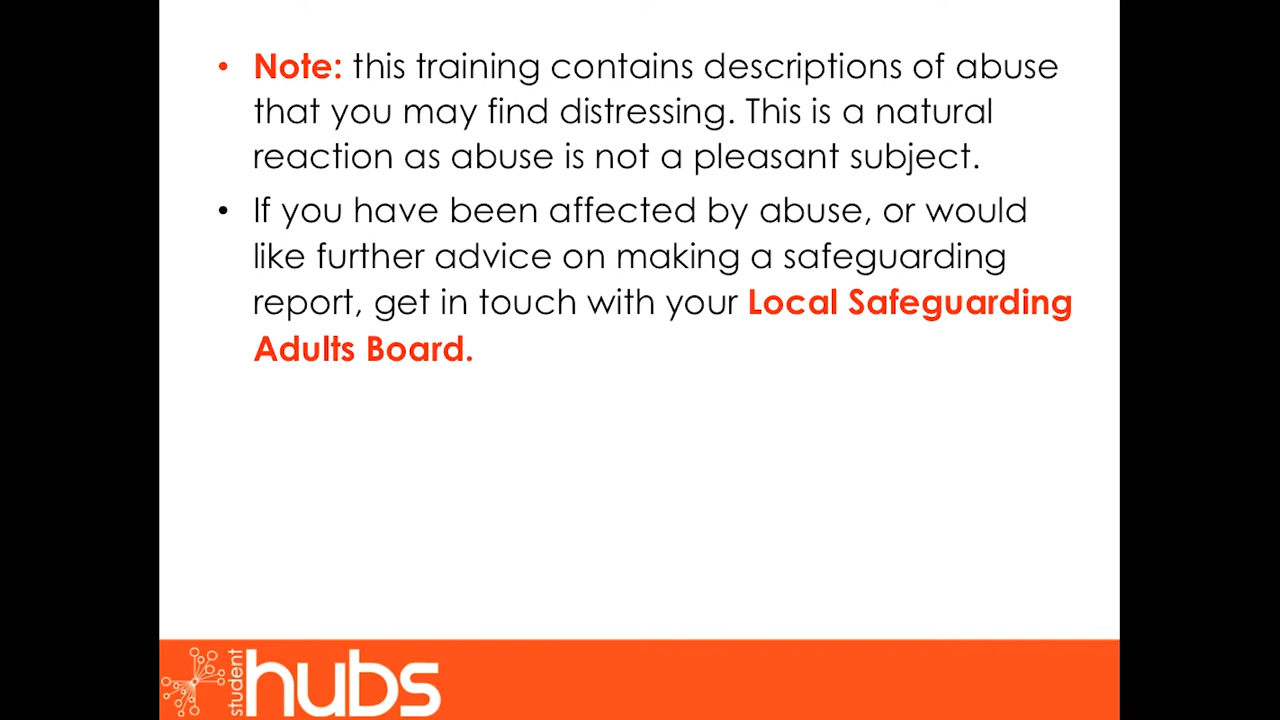 • Note: this training contains descriptions of abuse
that you may find distressing. This is a natural
reaction as abuse is not a pleasant subject.
• If you have been affected by abuse, or would
like further advice on making a safeguarding
report, get in touch with your Local Safeguarding
Adults Board.
student hubs